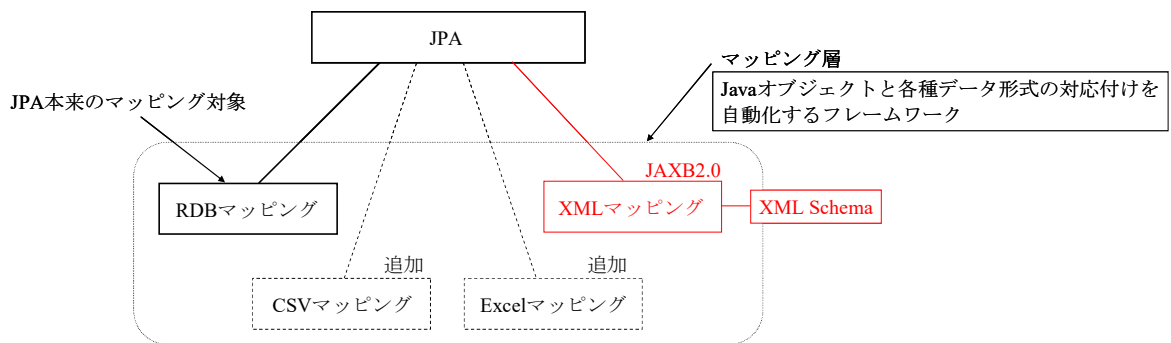 JPA
マッピング層
Javaオブジェクトと各種データ形式の対応付けを
自動化するフレームワーク
JPA本来のマッピング対象
JAXB2.0
RDBマッピング
XMLマッピング
XML Schema
追加
追加
CSVマッピング
Excelマッピング